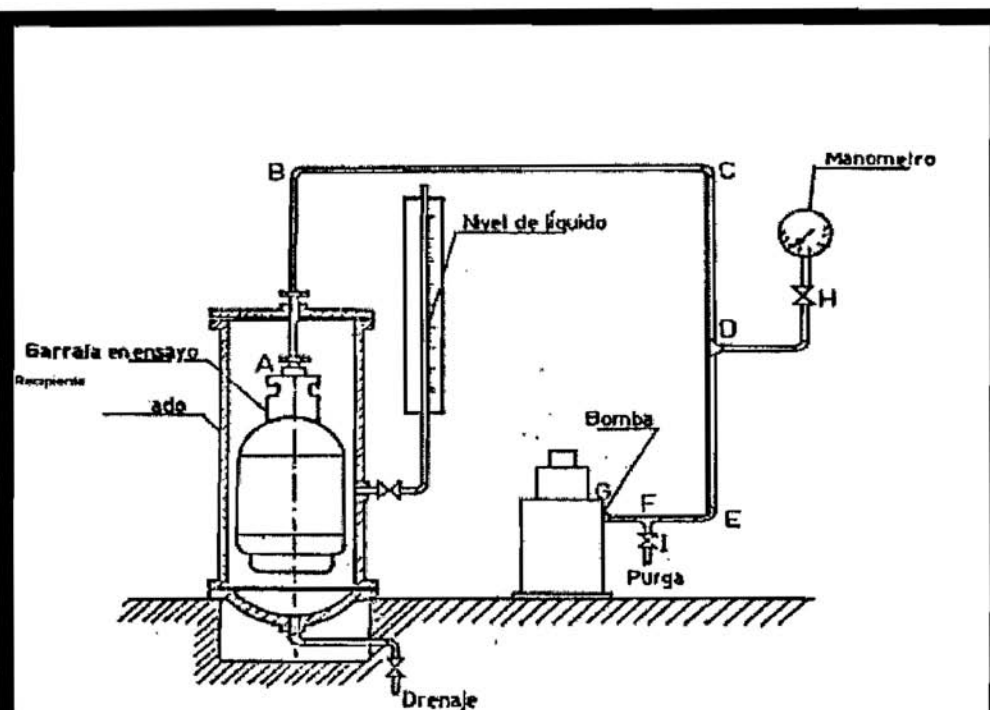 Manometro
B
C
Nivel de líquido
H
D
Garrafa en ensayo
A
Recipiente
ado
Bomba
G
F
E
I
Purga
Drenaje